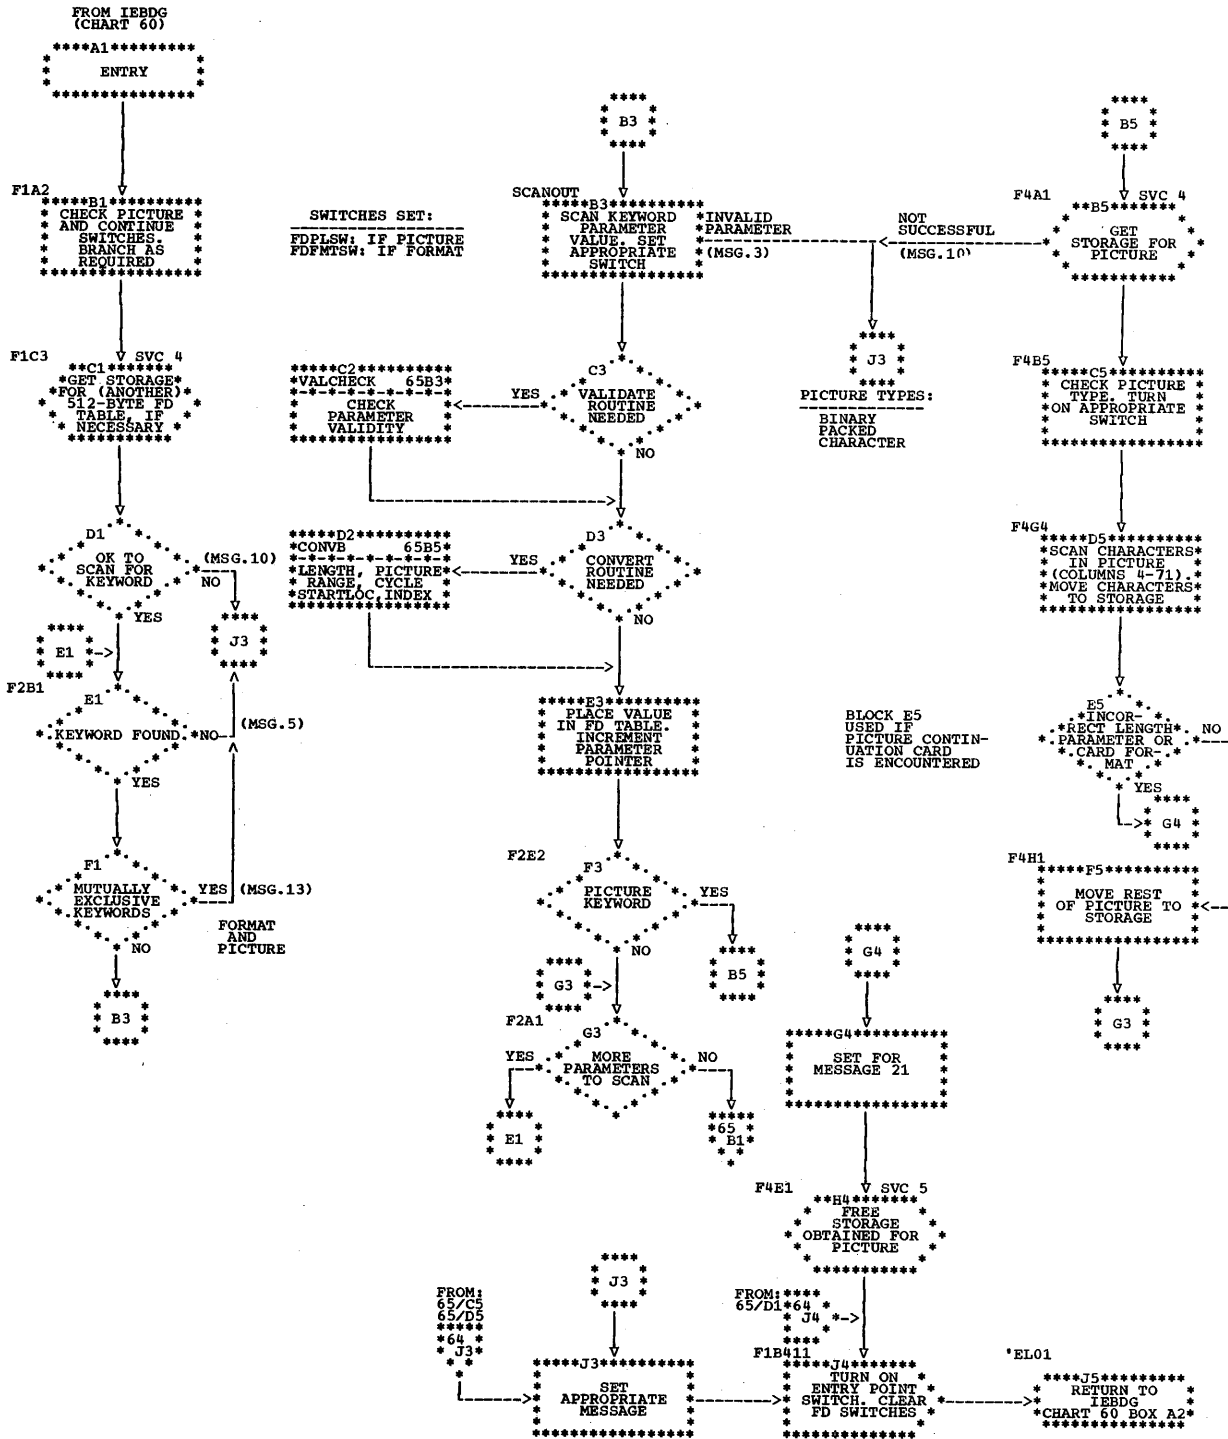 FROM IEBDG
(CHART 60)
A1
ENTRY
F1A2
B1
CHECK PICTURE
AND CONTINUE
SWITCHES.
BRANCH AS
REQUIRED
F1C3
SVC 4
C1
GET STORAGE
FOR (ANOTHER)
512-BYTE FD
TABLE, IF
NECESSARY
D1
OK TO
SCAN FOR
KEYWORD
(MSG.10)
NO
YES
J3
E1
F2B1
E1
KEYWORD FOUND
NO
(MSG.5)
YES
F1
MUTUALLY
EXCLUSIVE
KEYWORDS
YES (MSG.13)
NO
FORMAT
AND
PICTURE
B3
SWITCHES SET:
FDPLSW: IF PICTURE
FDFMTSW: IF FORMAT
B3
SCANOUT
B3
SCAN KEYWORD
PARAMETER
VALUE. SET
APPROPRIATE
SWITCH
INVALID
PARAMETER
(MSG.3)
NOT
SUCCESSFUL
(MSG.10)
J3
C2
VALCHECK 65B3
CHECK
PARAMETER
VALIDITY
YES
C3
VALIDATE
ROUTINE
NEEDED
NO
PICTURE TYPES:
BINARY
PACKED
CHARACTER
D2
CONVB 65B5
LENGTH, PICTURE
RANGE, CYCLE
STARTLOC,INDEX
YES
D3
CONVERT
ROUTINE
NEEDED
NO
E3
PLACE VALUE
IN FD TABLE.
INCREMENT
PARAMETER
POINTER
F2E2
F3
PICTURE
KEYWORD
YES
NO
B5
G3
F2A1
G3
MORE
PARAMETERS
TO SCAN
YES
NO
E1
65
B1
B5
F4A1
SVC 4
B5
GET
STORAGE FOR
PICTURE
F4B5
C5
CHECK PICTURE
TYPE. TURN
ON APPROPRIATE
SWITCH
F4G4
D5
SCAN CHARACTERS
IN PICTURE
(COLUMNS 4-71).
MOVE CHARACTERS
TO STORAGE
BLOCK E5
USED IF
PICTURE CONTIN-
UATION CARD
IS ENCOUNTERED
E5
INCOR-
RECT LENGTH
PARAMETER OR
CARD FOR-
MAT
NO
YES
G4
F4H1
F5
MOVE REST
OF PICTURE TO
STORAGE
G3
G4
G4
SET FOR
MESSAGE 21
F4E1
SVC 5
H4
FREE
STORAGE
OBTAINED FOR
PICTURE
FROM:
65/C5
65/D5
64
J3
J3
J3
SET
APPROPRIATE
MESSAGE
FROM:
65/D1
64
J4
F1B411
J4
TURN ON
ENTRY POINT
SWITCH. CLEAR
FD SWITCHES
'EL01
J5
RETURN TO
IEBDG
CHART 60 BOX A2